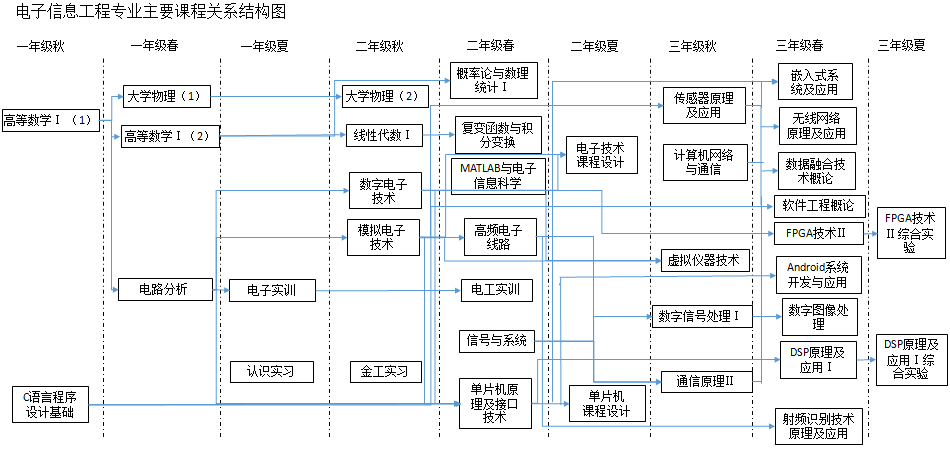 电子信息工程专业主要课程关系结构图
一年级秋
一年级春
一年级夏
二年级秋
二年级春
二年级夏
三年级秋
三年级春
三年级夏
高等数学Ⅰ（1）
C语言程序
设计基础
大学物理（1）
高等数学Ⅰ（2）
电路分析
电子实训
认识实习
大学物理（2）
线性代数Ⅰ
数字电子
技术
模拟电子
技术
金工实习
概率论与数理
统计Ⅰ
复变函数与积
分变换
MATLAB与电子
信息科学
高频电子
线路
电工实训
信号与系统
单片机原
理及接口
技术
电子技术
课程设计
单片机
课程设计
传感器原理
及应用
计算机网络
与通信
虚拟仪器技术
数字信号处理Ⅰ
通信原理Ⅱ
嵌入式系
统及应用
无线网络
原理及应用
数据融合技
术概论
软件工程概论
FPGA技术Ⅱ
Android系统
开发与应用
数字图像处
理
DSP原理及
应用Ⅰ
射频识别技术
原理及应用
FPGA技术
Ⅱ综合实
验
DSP原理及
应用Ⅰ综
合实验